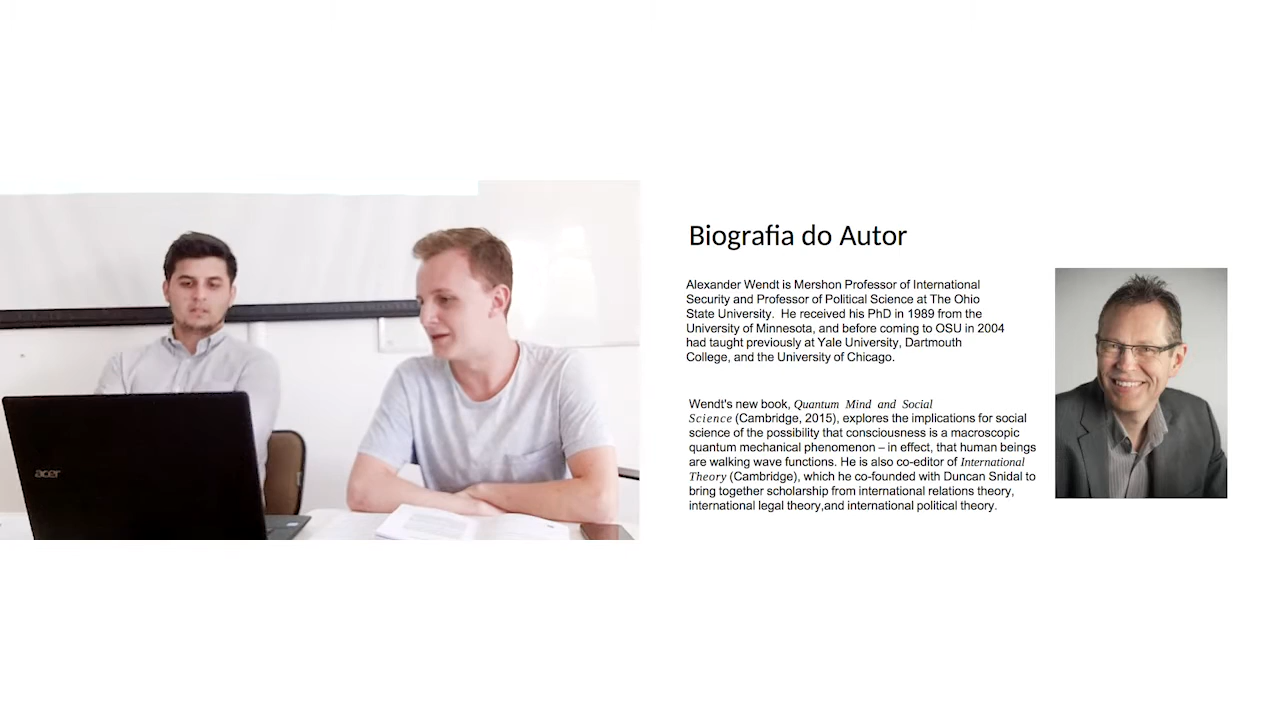 acer
Biografia do Autor
Alexander Wendt is Mershon Professor of International
Security and Professor of Political Science at The Ohio
State University.  He received his PhD in 1989 from the
University of Minnesota, and before coming to OSU in 2004
had taught previously at Yale University, Dartmouth
College, and the University of Chicago.
Wendt's new book, Quantum Mind and Social
Science (Cambridge, 2015), explores the implications for social
science of the possibility that consciousness is a macroscopic
quantum mechanical phenomenon – in effect, that human beings
are walking wave functions. He is also co-editor of International
Theory (Cambridge), which he co-founded with Duncan Snidal to
bring together scholarship from international relations theory,
international legal theory,and international political theory.